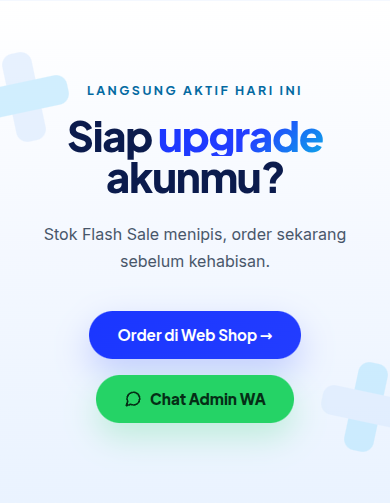 LANGSUNG AKTIF HARI INI
Siap upgrade
akunmu?
Stok Flash Sale menipis, order sekarang
sebelum kehabisan.
Order di Web Shop →
Chat Admin WA